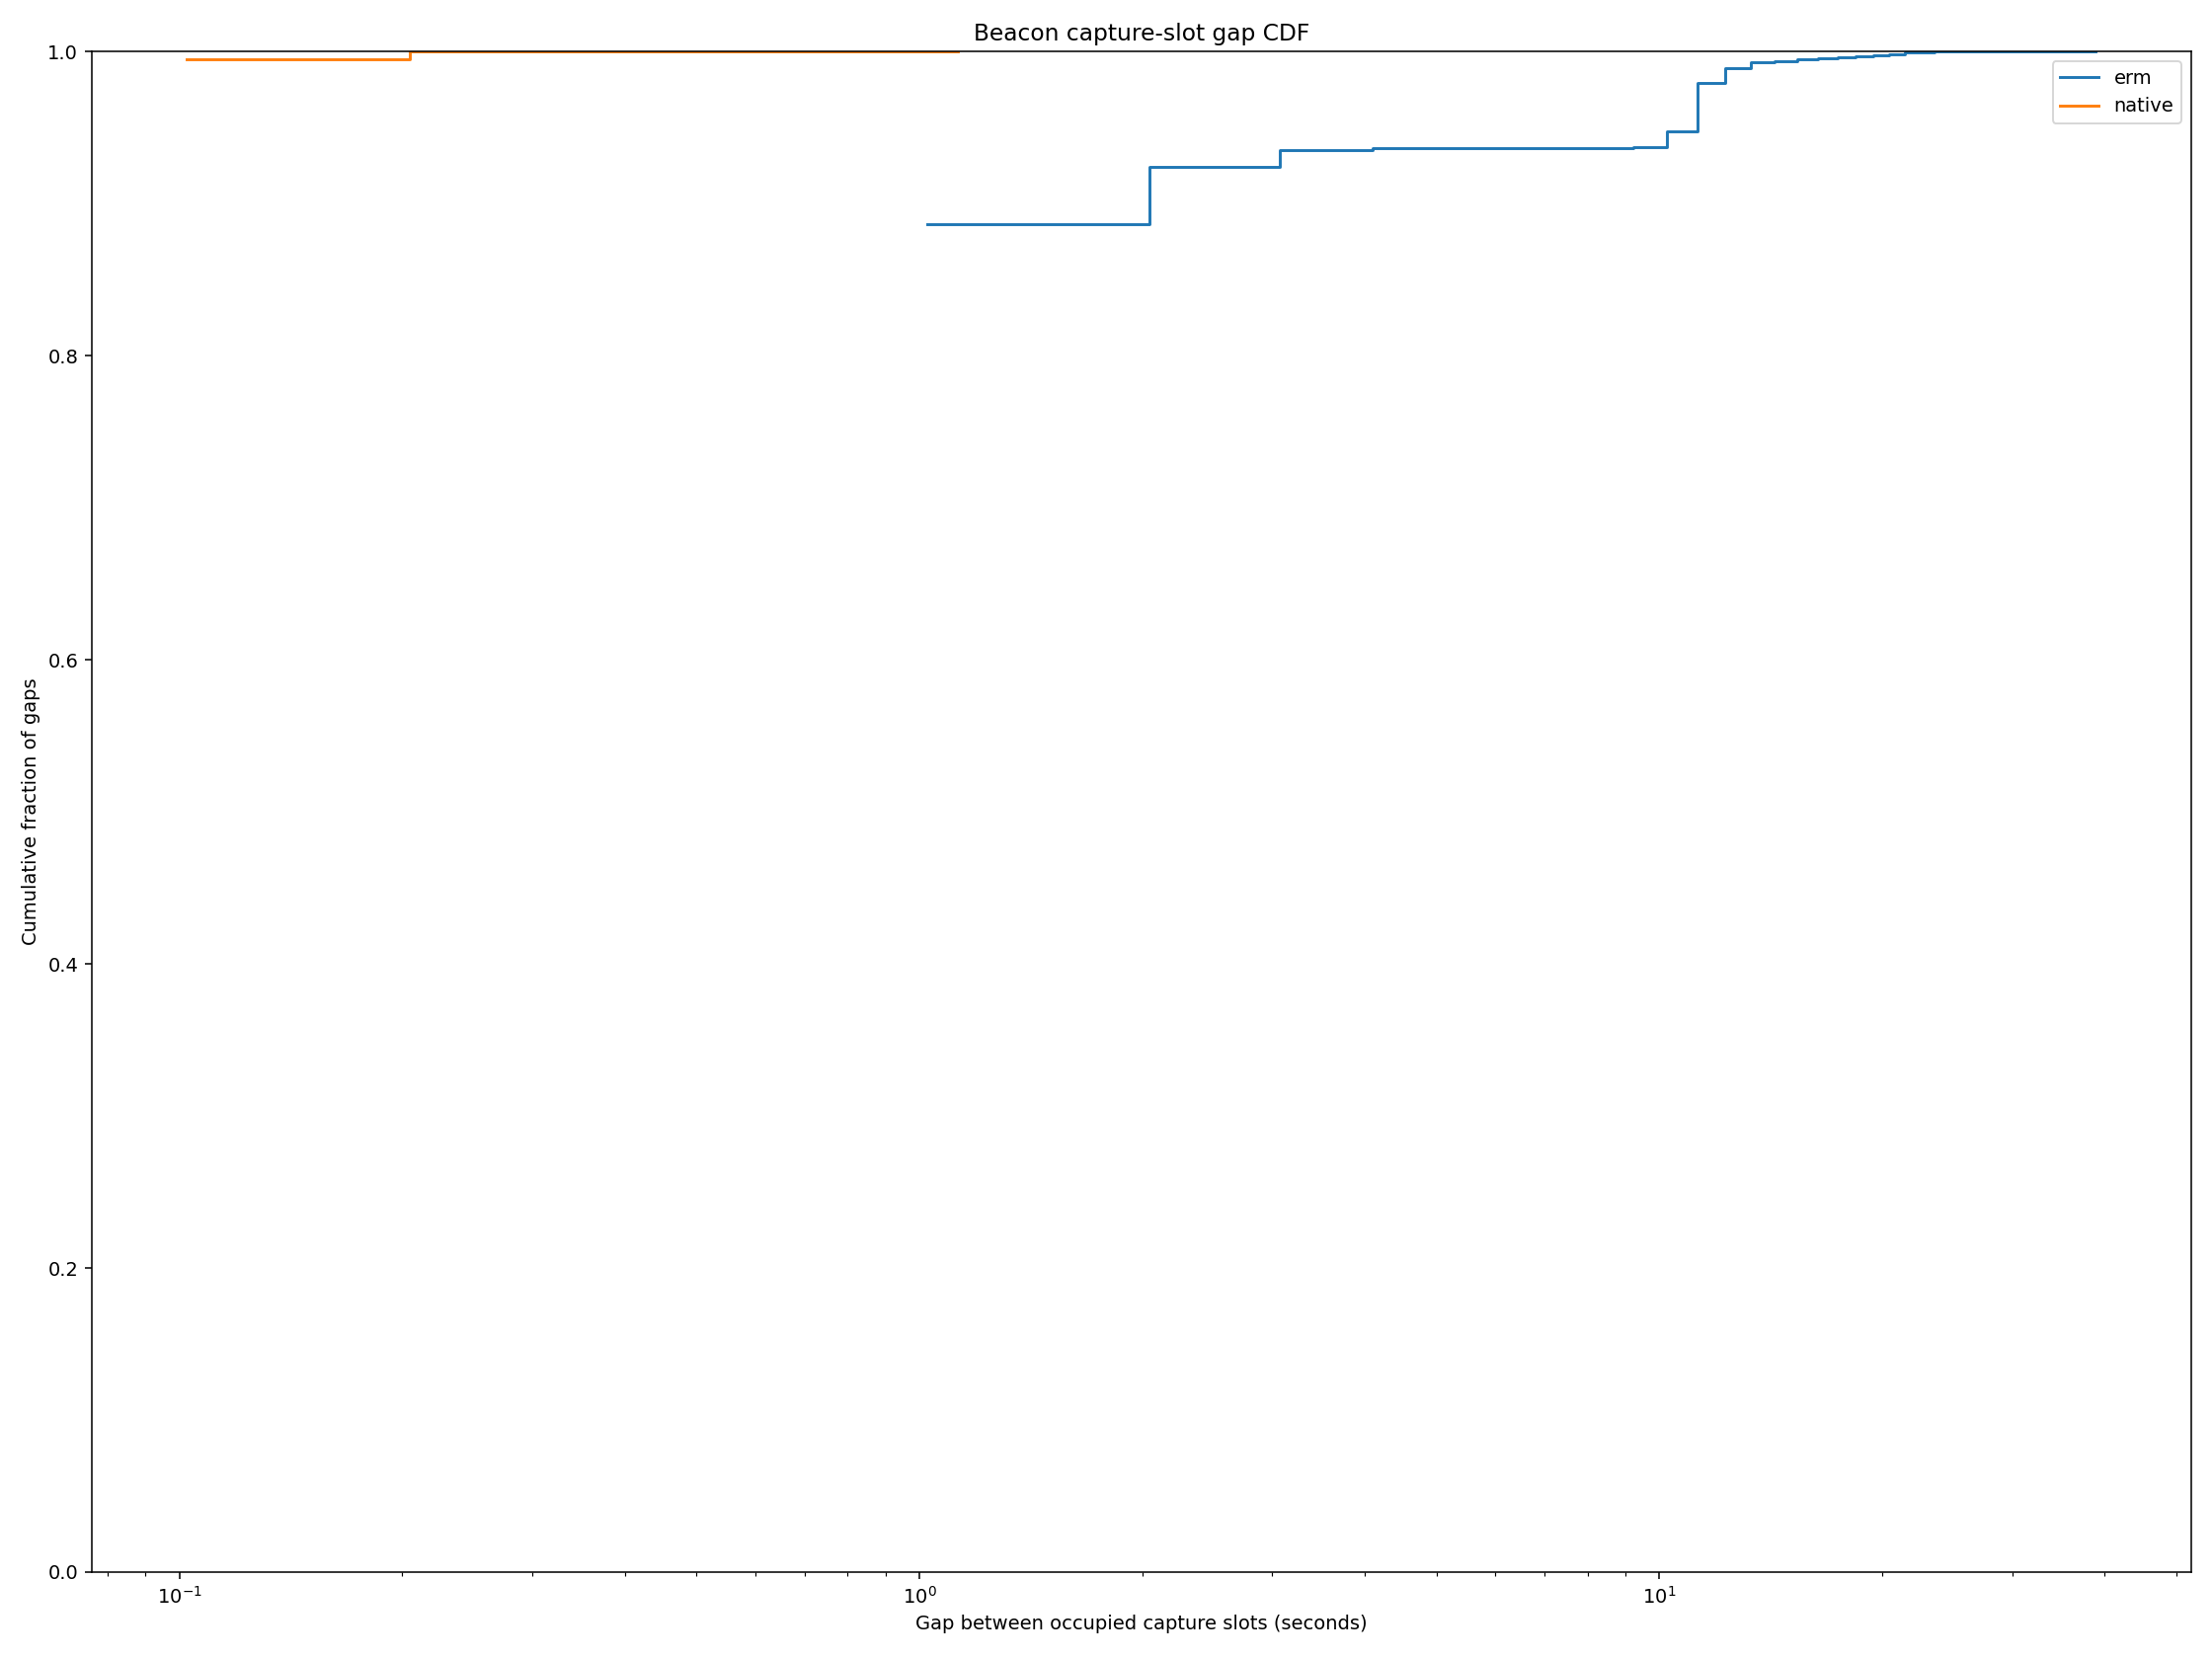 Beacon capture-slot gap CDF
erm
native
1.0
0.8
0.6
0.4
0.2
0.0
Cumulative fraction of gaps
10⁻¹
10⁰
10¹
Gap between occupied capture slots (seconds)